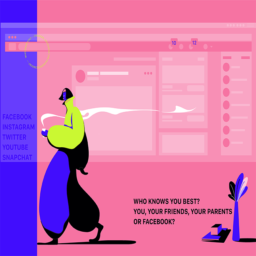 FACEBOOK
INSTAGRAM
TWITTER
YOUTUBE
SNAPCHAT
WHO KNOWS YOU BEST?
YOU, YOUR FRIENDS, YOUR PARENTS
OR FACEBOOK?